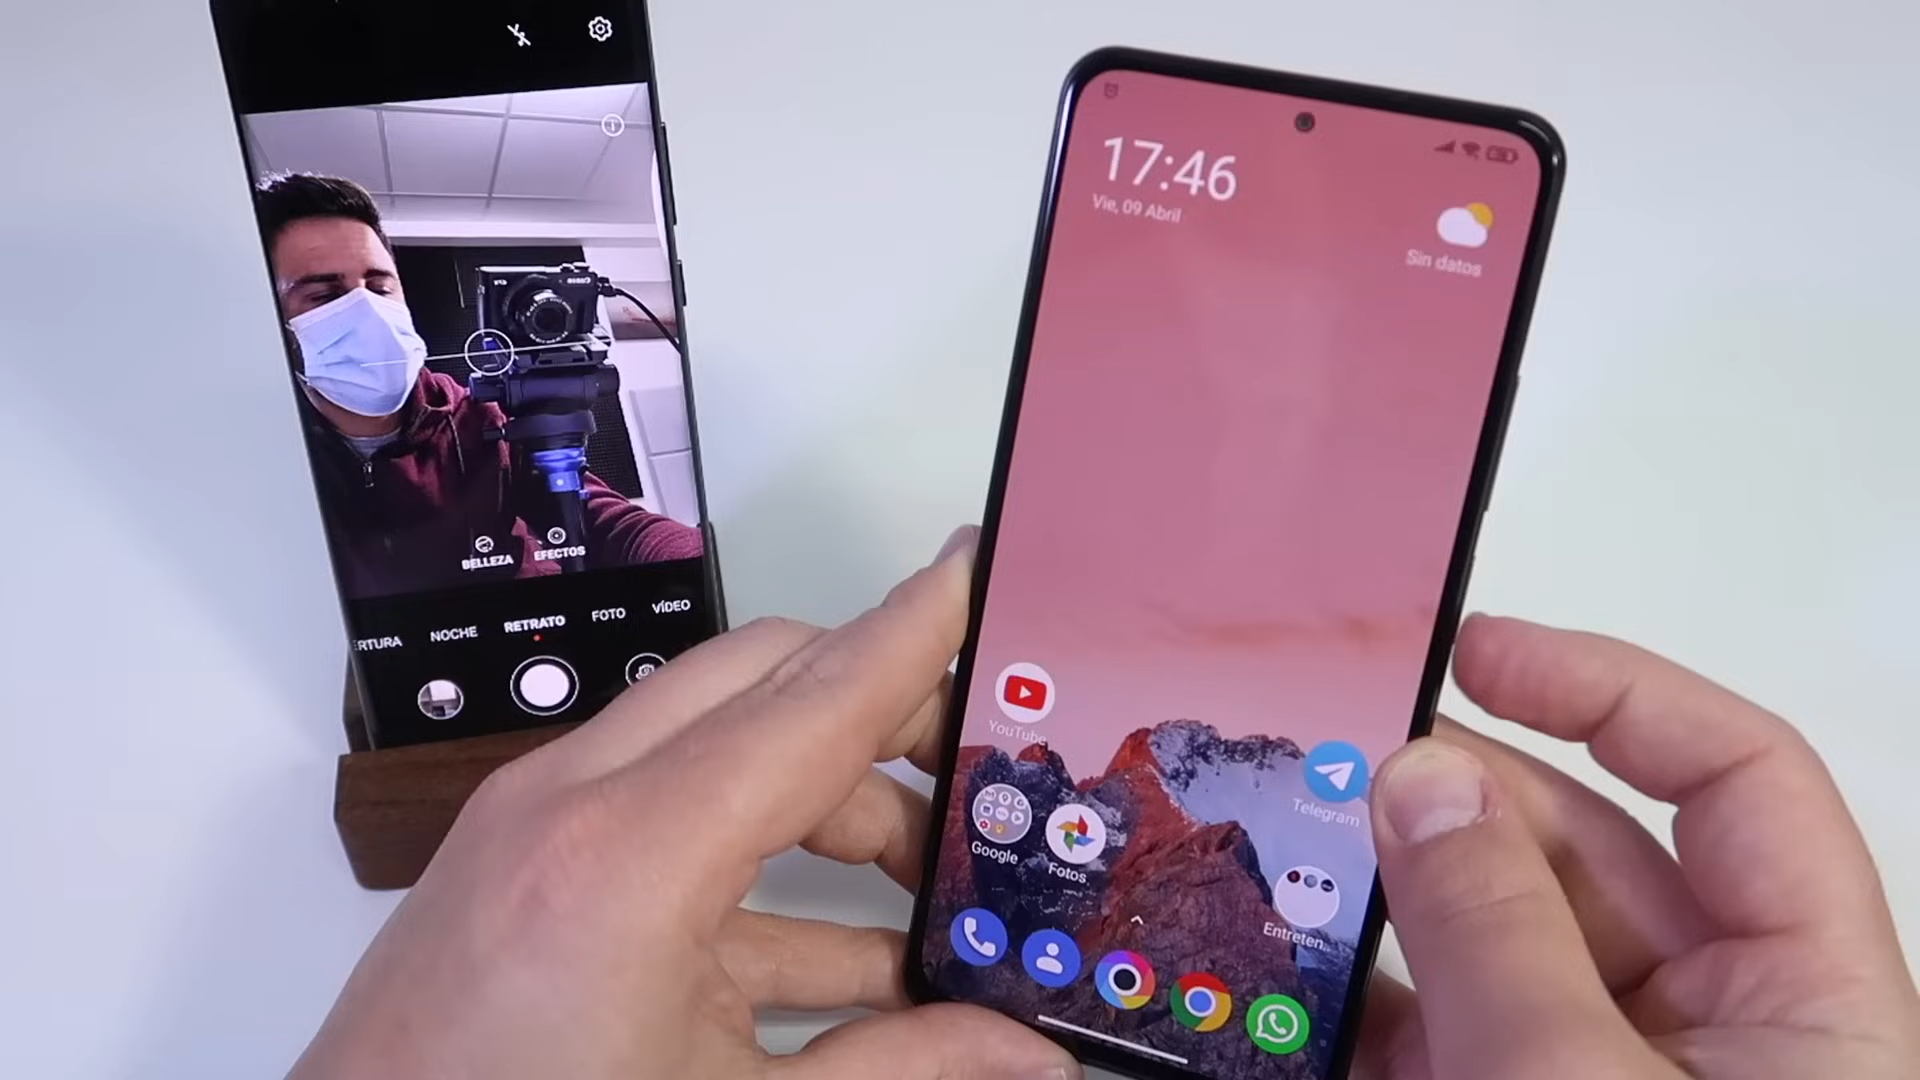 BELLEZA
EFECTOS
ERTURA
NOCHE
RETRATO
FOTO
VÍDEO
17:46
Vie, 09 Abril
Sin datos
YouTube
Telegram
Google
Fotos
Entreten..